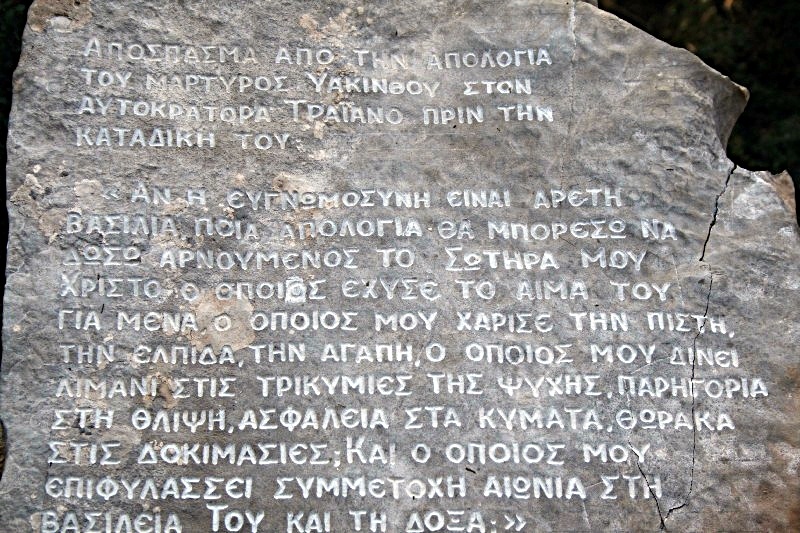 ΑΠΟΣΠΑΣΜΑ ΑΠΟ ΤΗΝ ΑΠΟΛΟΓΙΑ
ΤΟΥ ΜΑΡΤΥΡΟΣ ΥΑΚΙΝΘΟΥ ΣΤΟΝ
ΑΥΤΟΚΡΑΤΟΡΑ ΤΡΑΪΑΝΟ ΠΡΙΝ ΤΗΝ
ΚΑΤΑΔΙΚΗ ΤΟΥ:
«ΑΝ Η ΕΥΓΝΩΜΟΣΥΝΗ ΕΙΝΑΙ ΑΡΕΤΗ
ΒΑΣΙΛΙΑ ΠΟΙΑ ΑΠΟΛΟΓΙΑ ΘΑ ΜΠΟΡΕΣΩ ΝΑ
ΔΩΣΩ ΑΡΝΟΥΜΕΝΟΣ ΤΟ ΣΩΤΗΡΑ ΜΟΥ
ΧΡΙΣΤΟ Ο ΟΠΟΙΟΣ ΕΧΥΣΕ ΤΟ ΑΙΜΑ ΤΟΥ
ΓΙΑ ΜΕΝΑ, Ο ΟΠΟΙΟΣ ΜΟΥ ΧΑΡΙΣΕ ΤΗΝ ΠΙΣΤΗ,
ΤΗΝ ΕΛΠΙΔΑ, ΤΗΝ ΑΓΑΠΗ, Ο ΟΠΟΙΟΣ ΜΟΥ ΔΙΝΕΙ
ΛΙΜΑΝΙ ΣΤΙΣ ΤΡΙΚΥΜΙΕΣ ΤΗΣ ΨΥΧΗΣ, ΠΑΡΗΓΟΡΙΑ
ΣΤΗ ΘΛΙΨΗ, ΑΣΦΑΛΕΙΑ ΣΤΑ ΚΥΜΑΤΑ, ΘΩΡΑΚΑ
ΣΤΙΣ ΔΟΚΙΜΑΣΙΕΣ; ΚΑΙ Ο ΟΠΟΙΟΣ ΜΟΥ
ΕΠΙΦΥΛΑΣΣΕΙ ΣΥΜΜΕΤΟΧΗ ΑΙΩΝΙΑ ΣΤΗ
ΒΑΣΙΛΕΙΑ ΤΟΥ ΚΑΙ ΤΗ ΔΟΞΑ;»